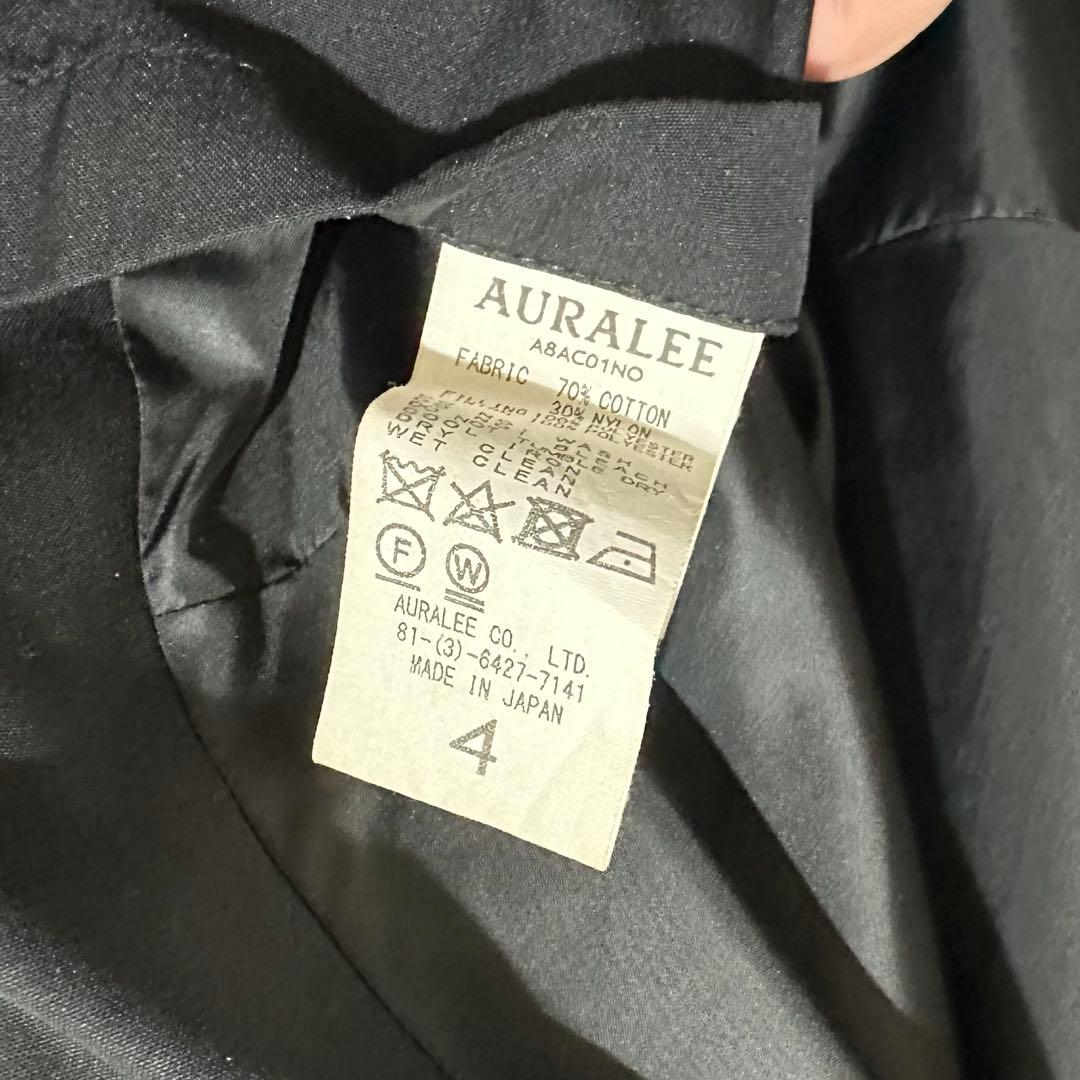 AURALEE
A8AC01NO
FABRIC 70% COTTON
30% NYLON
FILLING 100% POLYESTER
WET CLEAN
F W
AURALEE CO., LTD.
81-(3)-6427-7141
MADE IN JAPAN
4